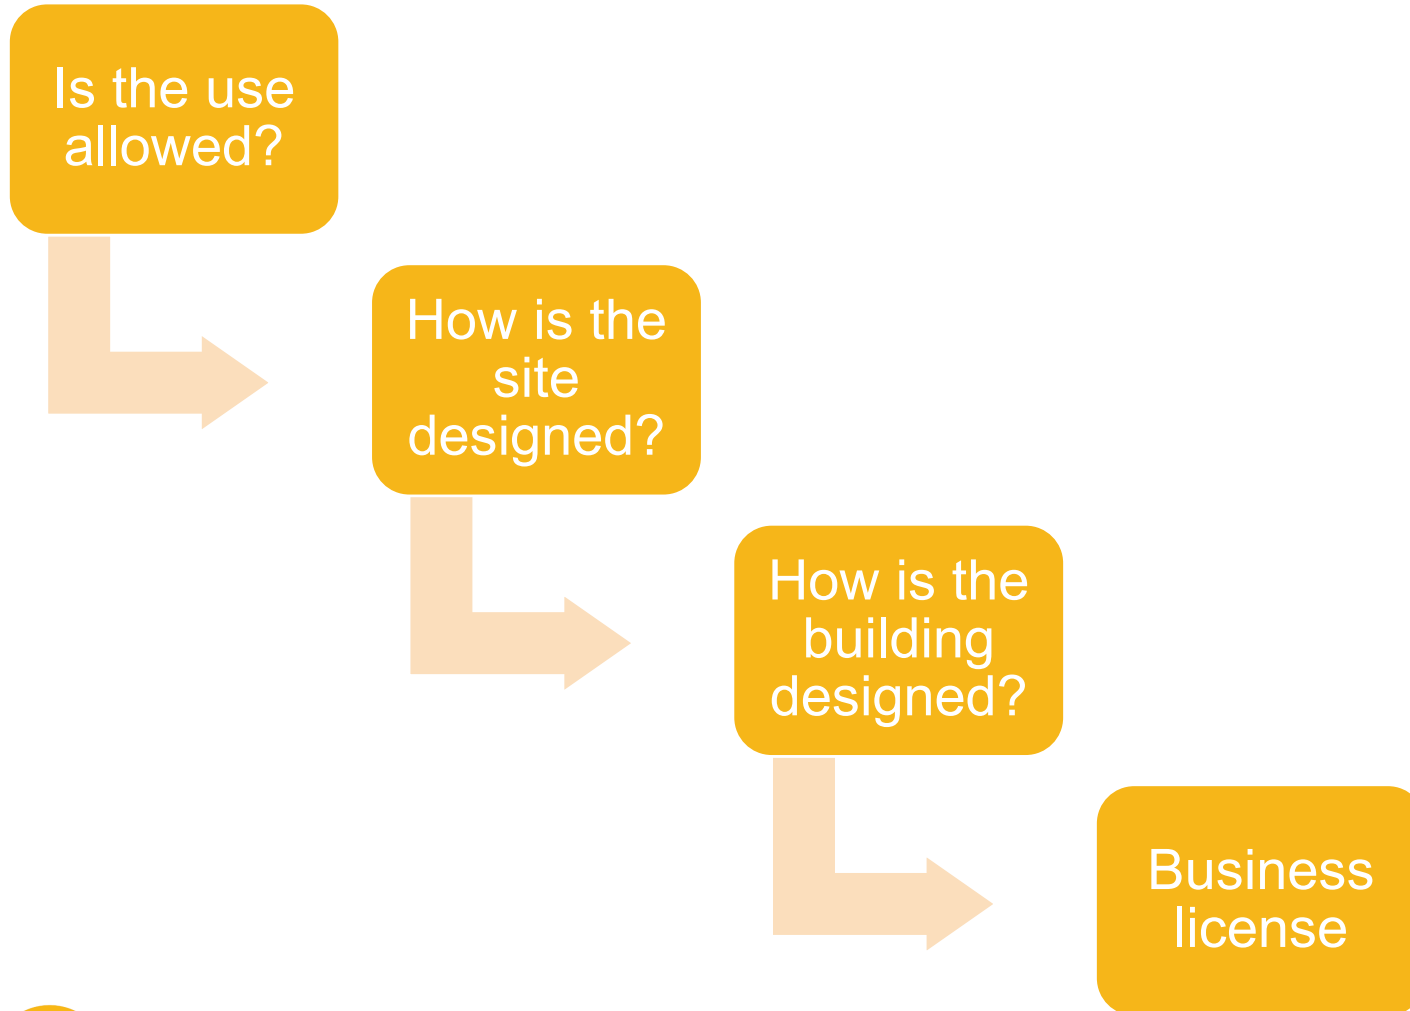 Is the use
allowed?
How is the
site
designed?
How is the
building
designed?
Business
license